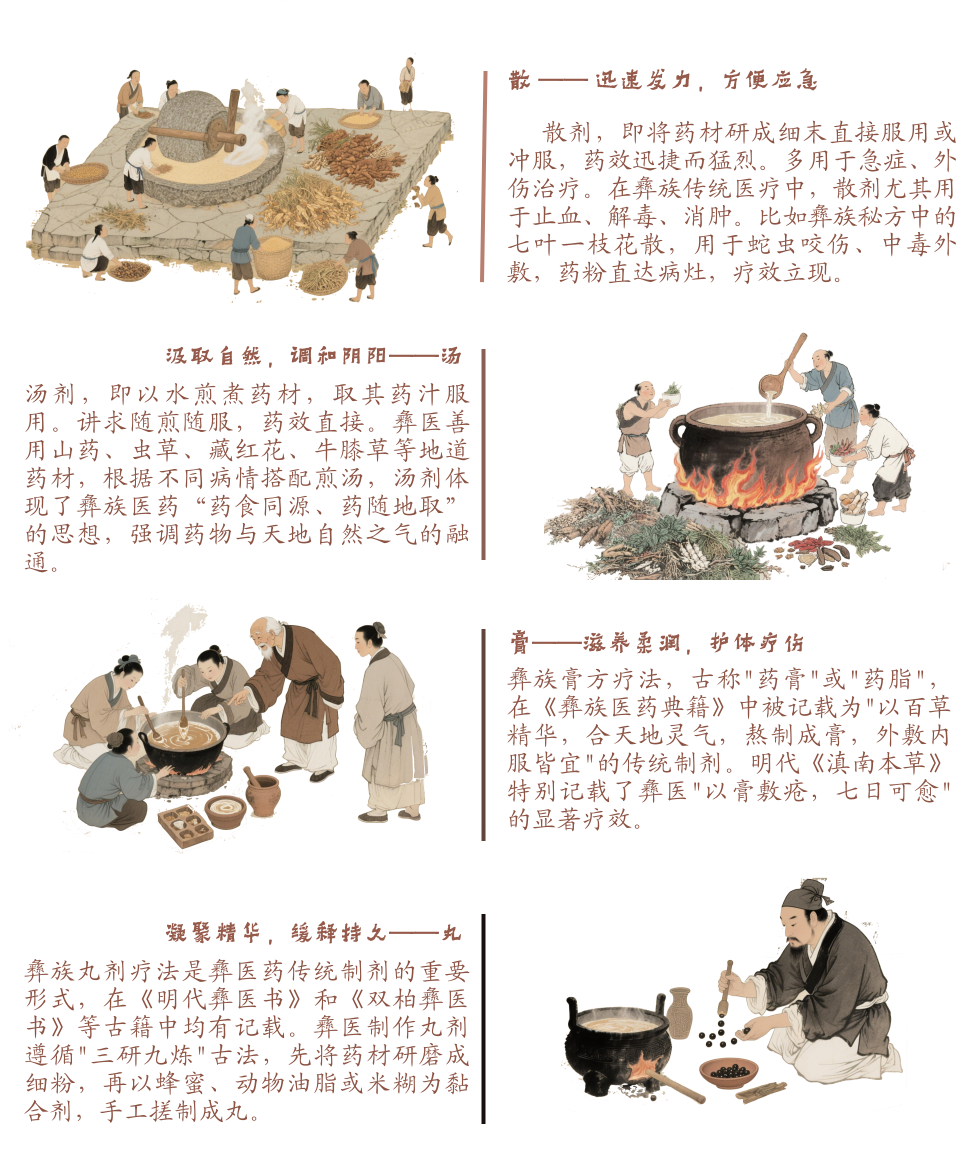 散——迅速发力，方便应急
散剂，即将药材研成细末直接服用或
冲服，药效迅捷而猛烈。多用于急症、外
伤治疗。在彝族传统医疗中，散剂尤其用
于止血、解毒、消肿。比如彝族秘方中的
七叶一枝花散，用于蛇虫咬伤、中毒外
敷，药粉直达病灶，疗效立现。
汲取自然，调和阴阳——汤
汤剂，即以水煎煮药材，取其药汁服
用。讲求随煎随服，药效直接。彝医善
用山药、虫草、藏红花、牛膝草等地道
药材，根据不同病情搭配煎汤，汤剂体
现了彝族医药“药食同源、药随地取”
的思想，强调药物与天地自然之气的融
通。
膏——滋养柔润，护体疗伤
彝族膏方疗法，古称"药膏"或"药脂"，
在《彝族医药典籍》中被记载为"以百草
精华，合天地灵气，熬制成膏，外敷内
服皆宜"的传统制剂。明代《滇南本草》
特别记载了彝医"以膏敷疮，七日可愈"
的显著疗效。
凝聚精华，缓释持久——丸
彝族丸剂疗法是彝医药传统制剂的重要
形式，在《明代彝医书》和《双柏彝医
书》等古籍中均有记载。彝医制作丸剂
遵循"三研九炼"古法，先将药材研磨成
细粉，再以蜂蜜、动物油脂或米糊为黏
合剂，手工搓制成丸。